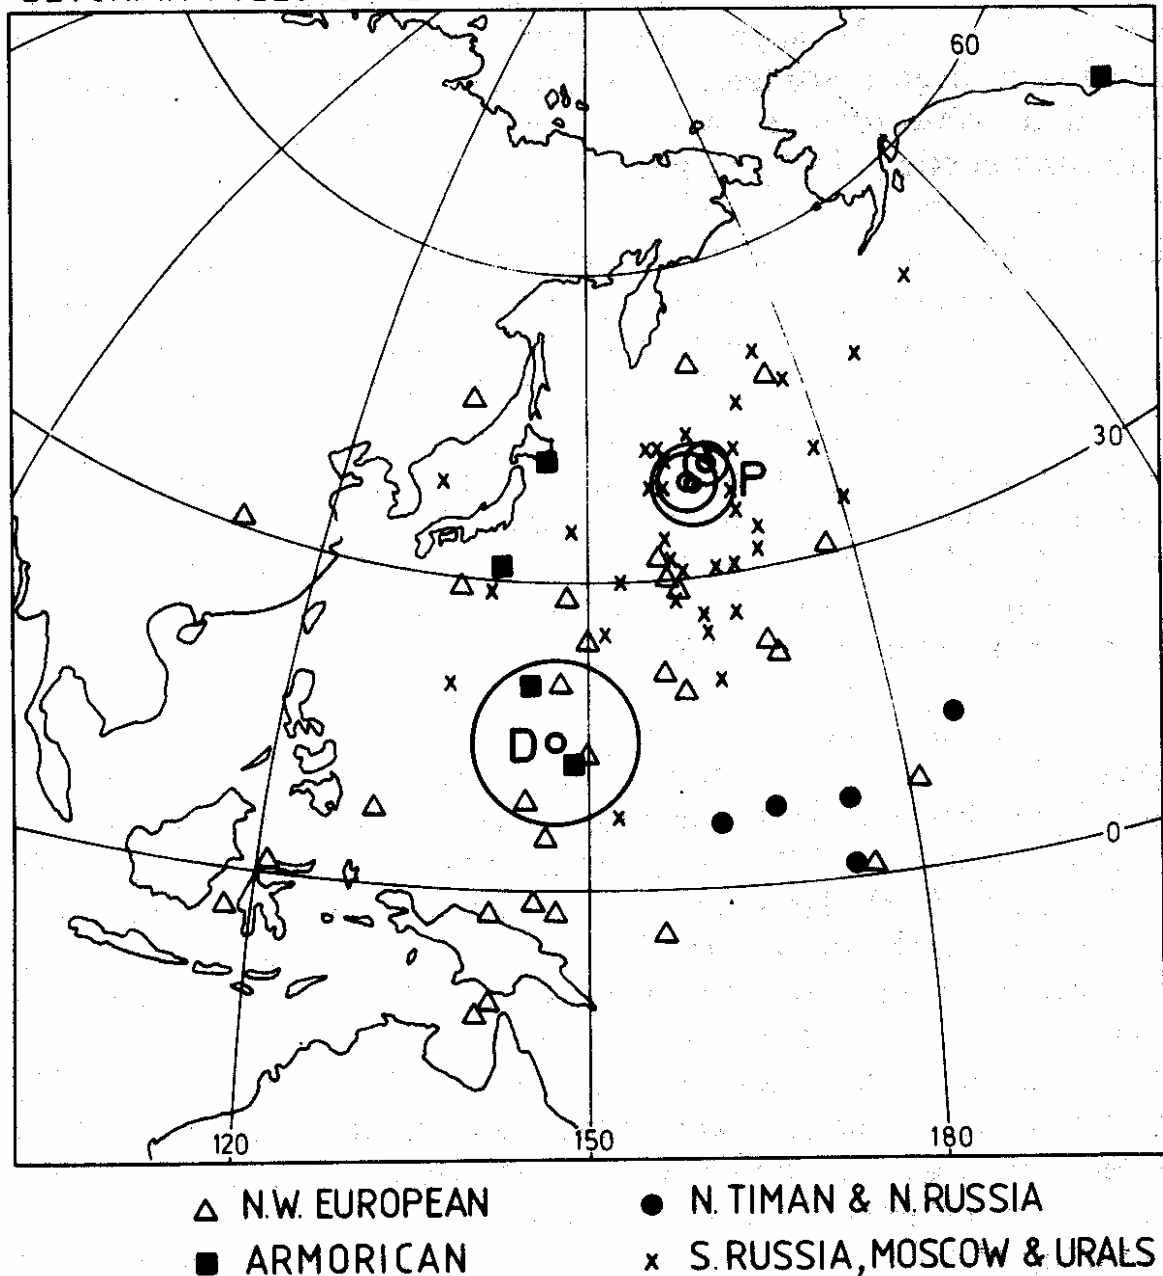 60
30
P
D
0
120 150 180
△ N.W. EUROPEAN ● N. TIMAN & N. RUSSIA
■ ARMORICAN x S. RUSSIA, MOSCOW & URALS